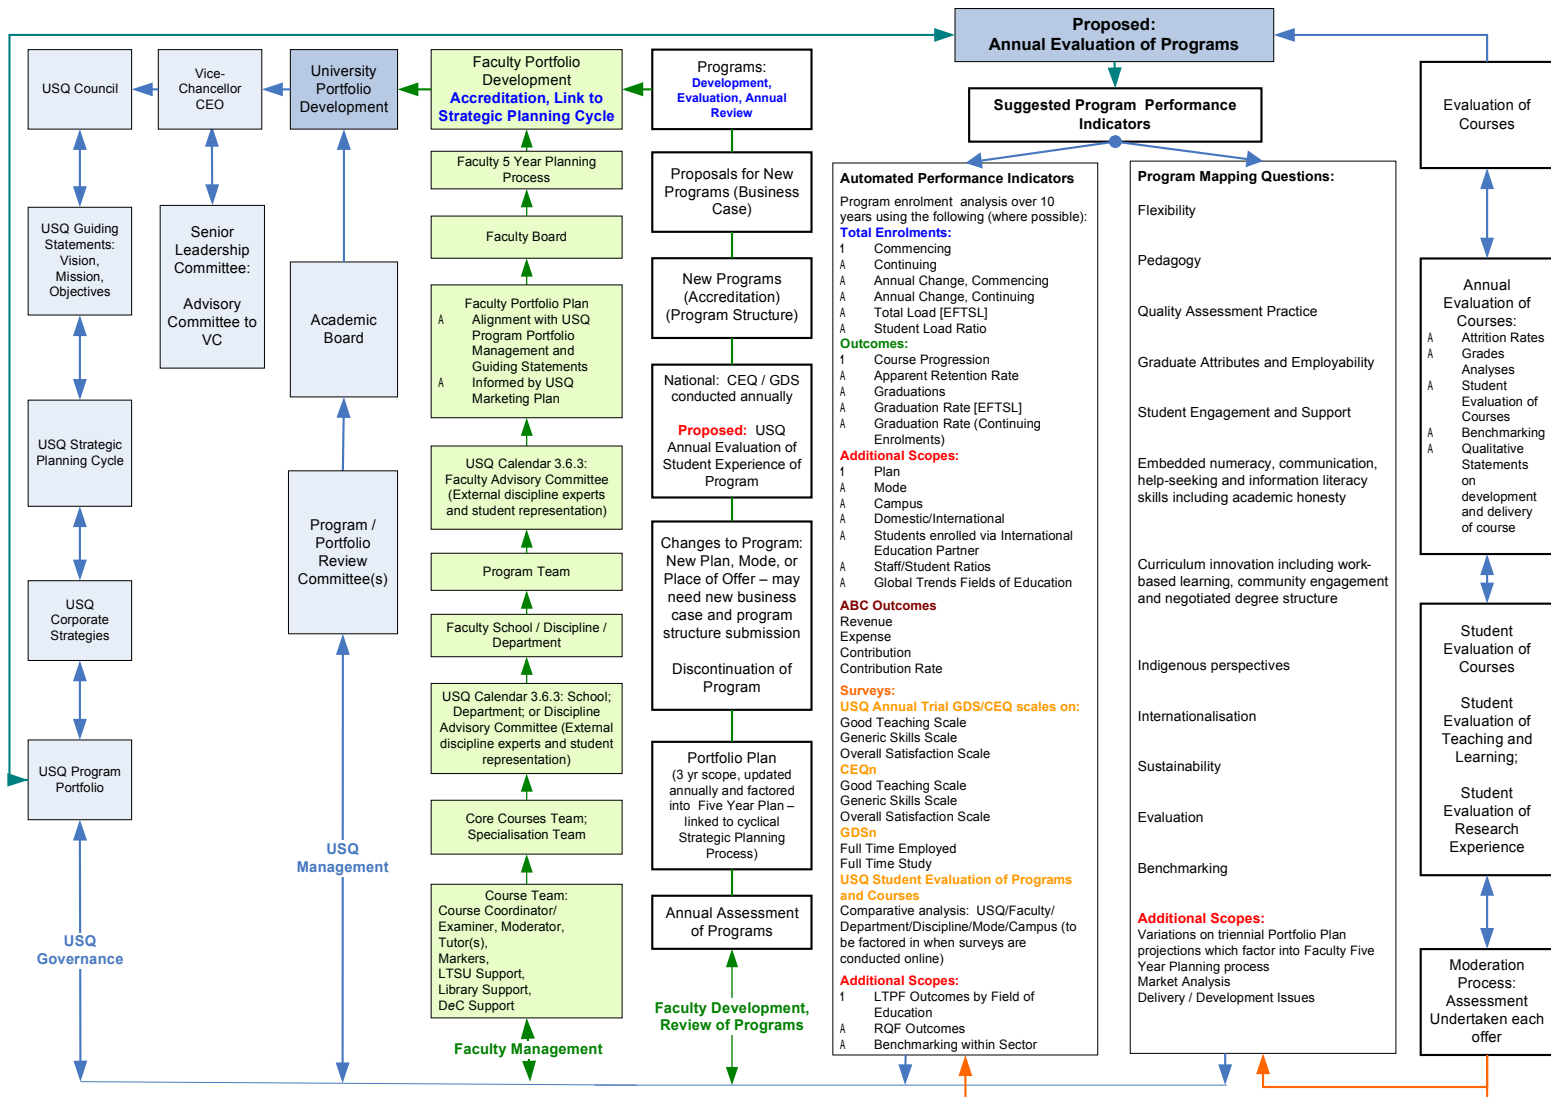 Proposed:
Annual Evaluation of Programs
USQ Council
Vice-
Chancellor
CEO
University
Portfolio
Development
Faculty Portfolio
Development
Accreditation, Link to
Strategic Planning Cycle
Programs:
Development,
Evaluation, Annual
Review
Suggested Program Performance
Indicators
Evaluation of
Courses
USQ Guiding
Statements:
Vision,
Mission,
Objectives
USQ Strategic
Planning Cycle
USQ
Corporate
Strategies
USQ Program
Portfolio
USQ
Governance
Senior
Leadership
Committee:
Advisory
Committee to
VC
Academic
Board
Program /
Portfolio
Review
Committee(s)
USQ
Management
Faculty 5 Year Planning
Process
Faculty Board
Faculty Portfolio Plan
A Alignment with USQ
Program Portfolio
Management and
Guiding Statements
A Informed by USQ
Marketing Plan
USQ Calendar 3.6.3:
Faculty Advisory Committee
(External discipline experts
and student representation)
Program Team
Faculty School / Discipline /
Department
USQ Calendar 3.6.3: School;
Department; or Discipline
Advisory Committee (External
discipline experts and student
representation)
Core Courses Team;
Specialisation Team
Course Team:
Course Coordinator/
Examiner, Moderator,
Tutor(s),
Markers,
LTSU Support,
Library Support,
DeC Support
Faculty Management
Proposals for New
Programs (Business
Case)
New Programs
(Accreditation)
(Program Structure)
National: CEQ / GDS
conducted annually
Proposed: USQ
Annual Evaluation of
Student Experience of
Program
Changes to Program:
New Plan, Mode, or
Place of Offer – may
need new business
case and program
structure submission
Discontinuation of
Program
Portfolio Plan
(3 yr scope, updated
annually and factored
into Five Year Plan –
linked to cyclical
Strategic Planning
Process)
Annual Assessment
of Programs
Faculty Development,
Review of Programs
Automated Performance Indicators
Program enrolment analysis over 10
years using the following (where possible):
Total Enrolments:
1 Commencing
A Continuing
A Annual Change, Commencing
A Annual Change, Continuing
A Total Load [EFTSL]
A Student Load Ratio
Outcomes:
1 Course Progression
A Apparent Retention Rate
A Graduations
A Graduation Rate [EFTSL]
A Graduation Rate (Continuing
Enrolments)
Additional Scopes:
1 Plan
A Mode
A Campus
A Domestic/International
A Students enrolled via International
Education Partner
A Staff/Student Ratios
A Global Trends Fields of Education
ABC Outcomes
Revenue
Expense
Contribution
Contribution Rate
Surveys:
USQ Annual Trial GDS/CEQ scales on:
Good Teaching Scale
Generic Skills Scale
Overall Satisfaction Scale
CEQn
Good Teaching Scale
Generic Skills Scale
Overall Satisfaction Scale
GDSn
Full Time Employed
Full Time Study
USQ Student Evaluation of Programs
and Courses
Comparative analysis: USQ/Faculty/
Department/Discipline/Mode/Campus (to
be factored in when surveys are
conducted online)
Additional Scopes:
1 LTPF Outcomes by Field of
Education
A RQF Outcomes
A Benchmarking within Sector
Program Mapping Questions:
Flexibility
Pedagogy
Quality Assessment Practice
Graduate Attributes and Employability
Student Engagement and Support
Embedded numeracy, communication,
help-seeking and information literacy
skills including academic honesty
Curriculum innovation including work-
based learning, community engagement
and negotiated degree structure
Indigenous perspectives
Internationalisation
Sustainability
Evaluation
Benchmarking
Additional Scopes:
Variations on triennial Portfolio Plan
projections which factor into Faculty Five
Year Planning process
Market Analysis
Delivery / Development Issues
Annual
Evaluation of
Courses:
A Attrition Rates
A Grades
Analyses
A Student
Evaluation of
Courses
A Benchmarking
A Qualitative
Statements
on
development
and delivery
of course
Student
Evaluation of
Courses
Student
Evaluation of
Teaching and
Learning;
Student
Evaluation of
Research
Experience
Moderation
Process:
Assessment
Undertaken each
offer